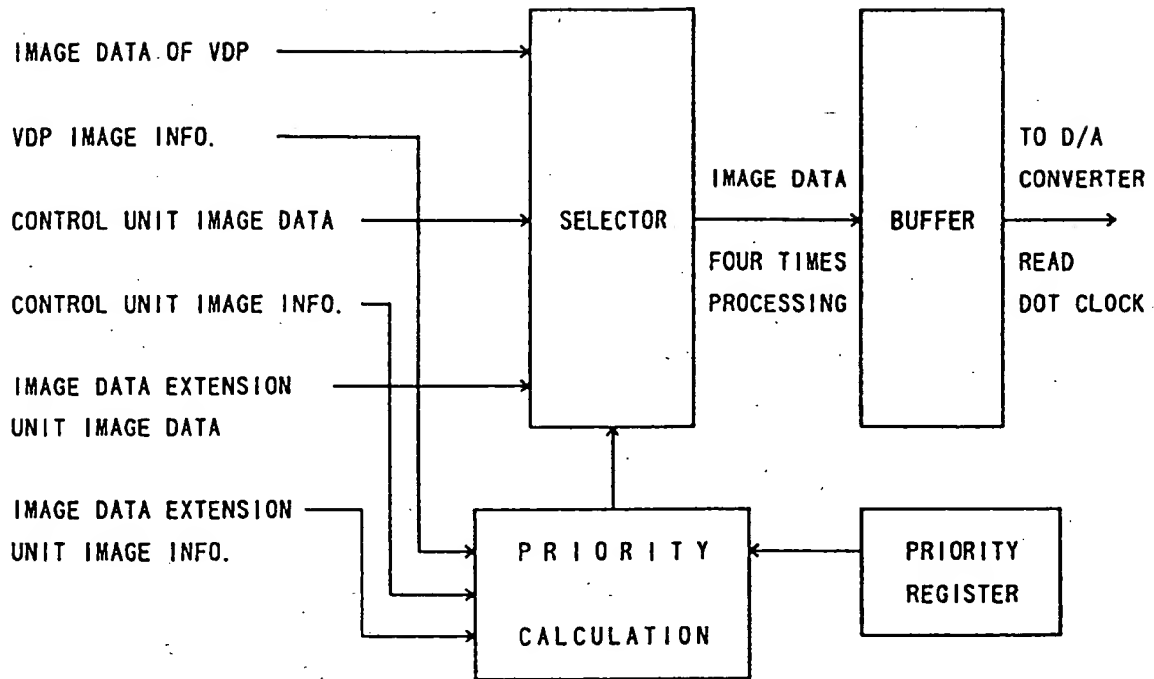 IMAGE DATA OF VDP
VDP IMAGE INFO.
CONTROL UNIT IMAGE DATA
CONTROL UNIT IMAGE INFO.
IMAGE DATA EXTENSION
UNIT IMAGE DATA
IMAGE DATA EXTENSION
UNIT IMAGE INFO.
SELECTOR
IMAGE DATA
FOUR TIMES
PROCESSING
BUFFER
TO D/A
CONVERTER
READ
DOT CLOCK
PRIORITY
CALCULATION
PRIORITY
REGISTER